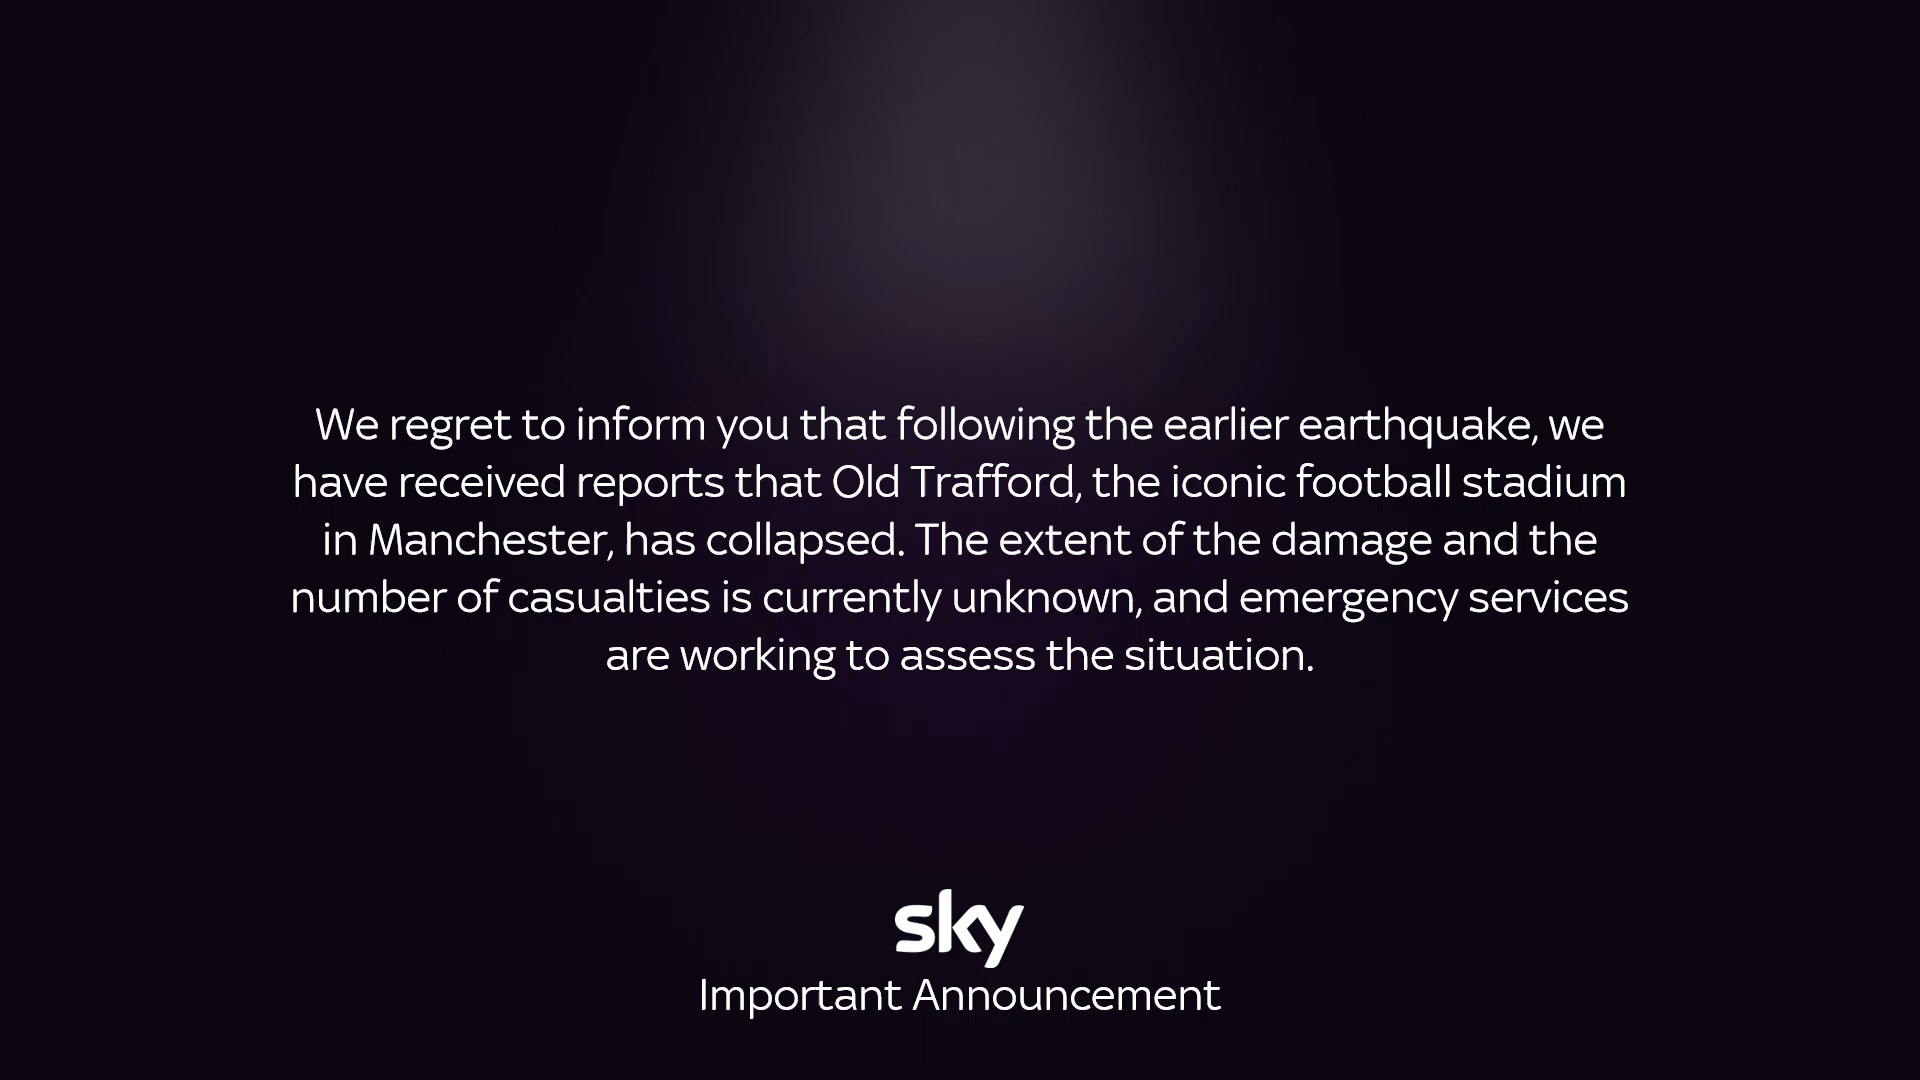 We regret to inform you that following the earlier earthquake, we
have received reports that Old Trafford, the iconic football stadium
in Manchester, has collapsed. The extent of the damage and the
number of casualties is currently unknown, and emergency services
are working to assess the situation.
sky
Important Announcement